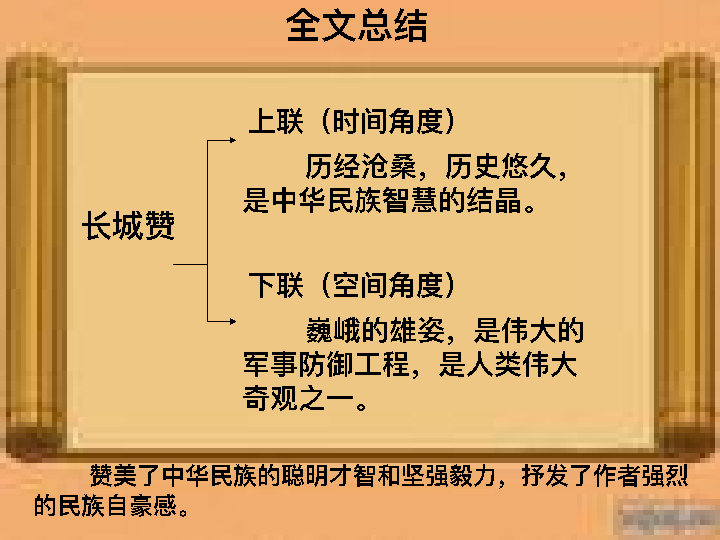 全文总结
上联（时间角度）
历经沧桑，历史悠久，
是中华民族智慧的结晶。
长城赞
下联（空间角度）
巍峨的雄姿，是伟大的
军事防御工程，是人类伟大
奇观之一。
赞美了中华民族的聪明才智和坚强毅力，抒发了作者强烈
的民族自豪感。